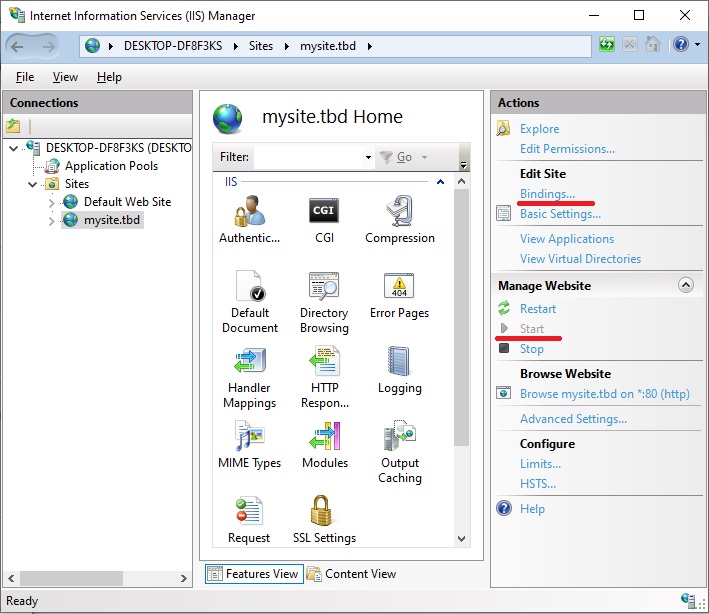 Internet Information Services (IIS) Manager
DESKTOP-DF8F3KS Sites mysite.tbd
File View Help
Connections
DESKTOP-DF8F3KS (DESKTO
Application Pools
Sites
Default Web Site
mysite.tbd
mysite.tbd Home
Filter: Go
IIS
Authentic... CGI Compression
CGI
Default Document
Directory Browsing
404
Error Pages
Handler Mappings
HTTP Respon...
Logging
MIME Types Modules
Output Caching
Request SSL Settings
Features View Content View
Actions
Explore
Edit Permissions...
Edit Site
Bindings...
Basic Settings...
View Applications
View Virtual Directories
Manage Website
Restart
Start
Stop
Browse Website
Browse mysite.tbd on *:80 (http)
Advanced Settings...
Configure
Limits...
HSTS...
Help
Ready